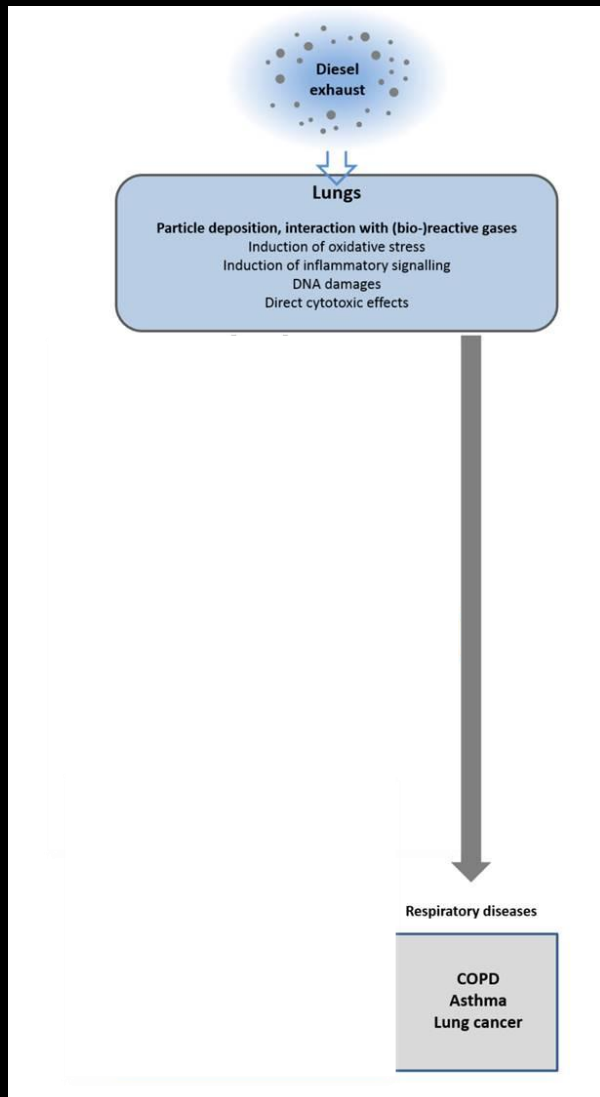 Diesel
exhaust
Lungs
Particle deposition, interaction with (bio-)reactive gases
Induction of oxidative stress
Induction of inflammatory signalling
DNA damages
Direct cytotoxic effects
Respiratory diseases
COPD
Asthma
Lung cancer